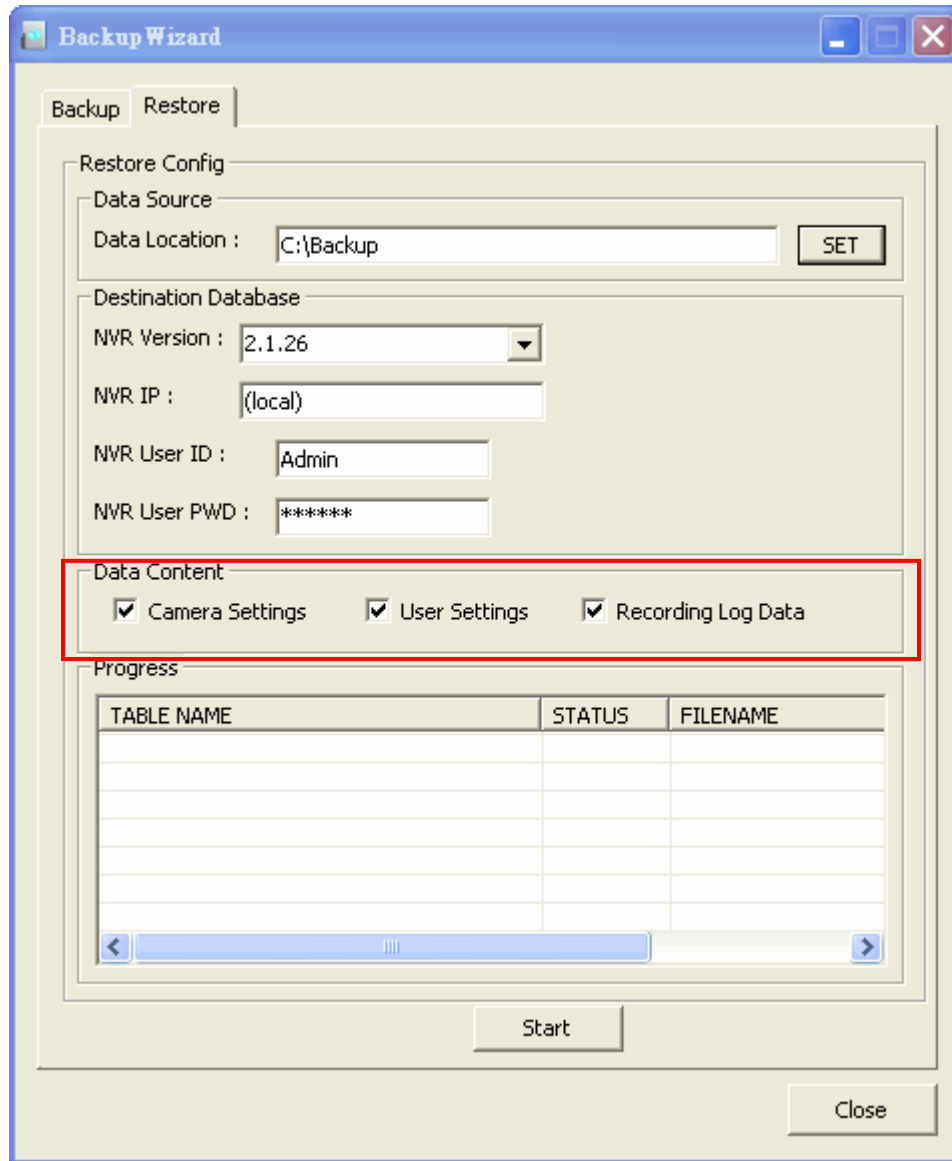 Backup Wizard
Backup Restore
Restore Config
Data Source
Data Location : C:\Backup SET
Destination Database
NVR Version : 2.1.26
NVR IP : (local)
NVR User ID : Admin
NVR User PWD : ******
Data Content
Camera Settings User Settings Recording Log Data
Progress
TABLE NAME STATUS FILENAME
Start
Close